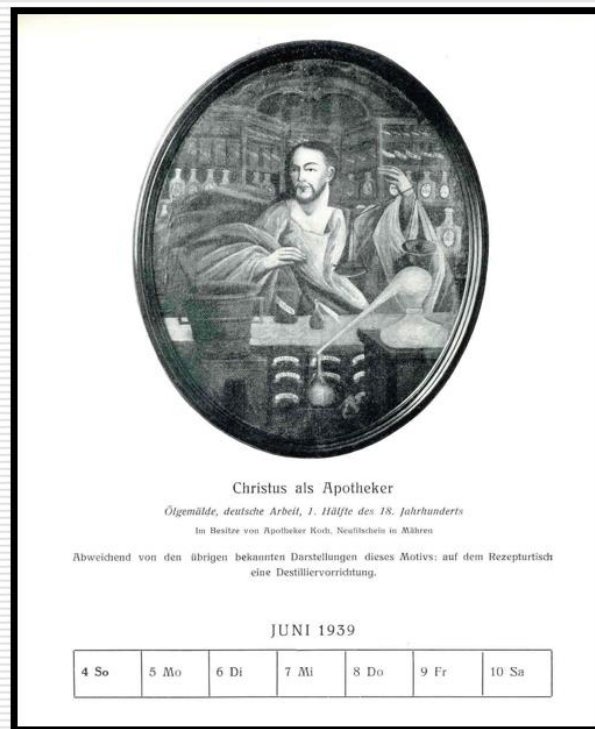 Christus als Apotheker
Ölgemälde, deutsche Arbeit, 1. Hälfte des 18. Jahrhunderts
Im Besitze von Apotheker Koch, Neutitschein in Mähren
Abweichend von den übrigen bekannten Darstellungen dieses Motivs: auf dem Rezepturtisch
eine Destilliervorrichtung.
JUNI 1939
4 So 5 Mo 6 Di 7 Mi 8 Do 9 Fr 10 Sa